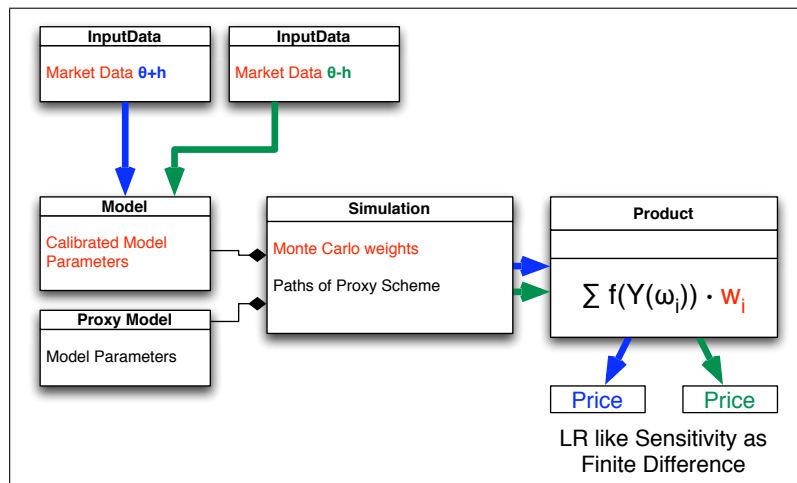 InputData
Market Data θ+h
InputData
Market Data θ-h
Model
Calibrated Model
Parameters
Proxy Model
Model Parameters
Simulation
Monte Carlo weights
Paths of Proxy Scheme
Product
∑ f(Y(ωᵢ)) · wᵢ
Price
Price
LR like Sensitivity as
Finite Difference